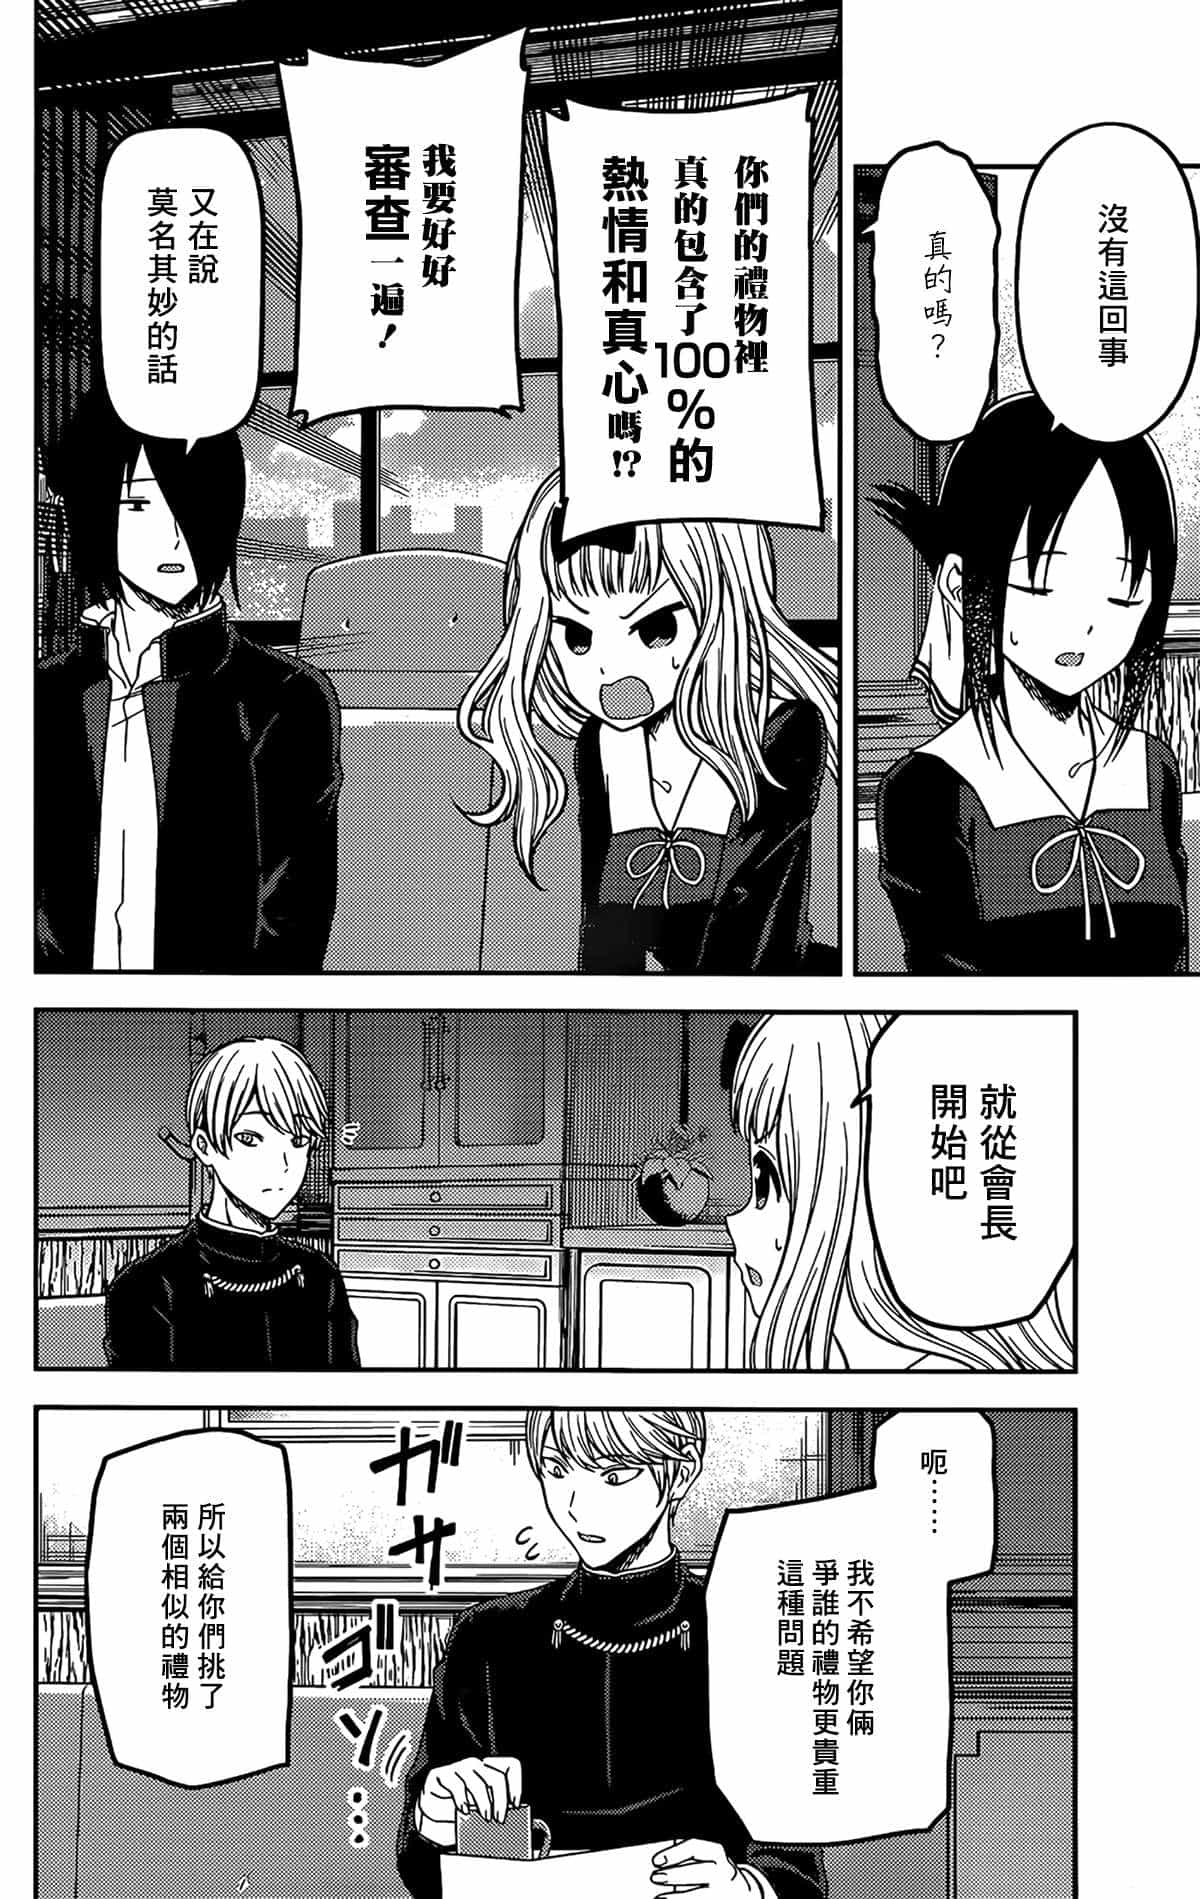 沒有這回事
真的嗎？
你們的禮物裡
真的包含了100%的
熱情和真心嗎!?
我要好好
審查一遍！
又在說
莫名其妙的話
就從會長
開始吧
呃……
我不希望你倆
爭誰的禮物更貴重
這種問題
ガサゴソ…
所以給你們挑了
兩個相似的禮物